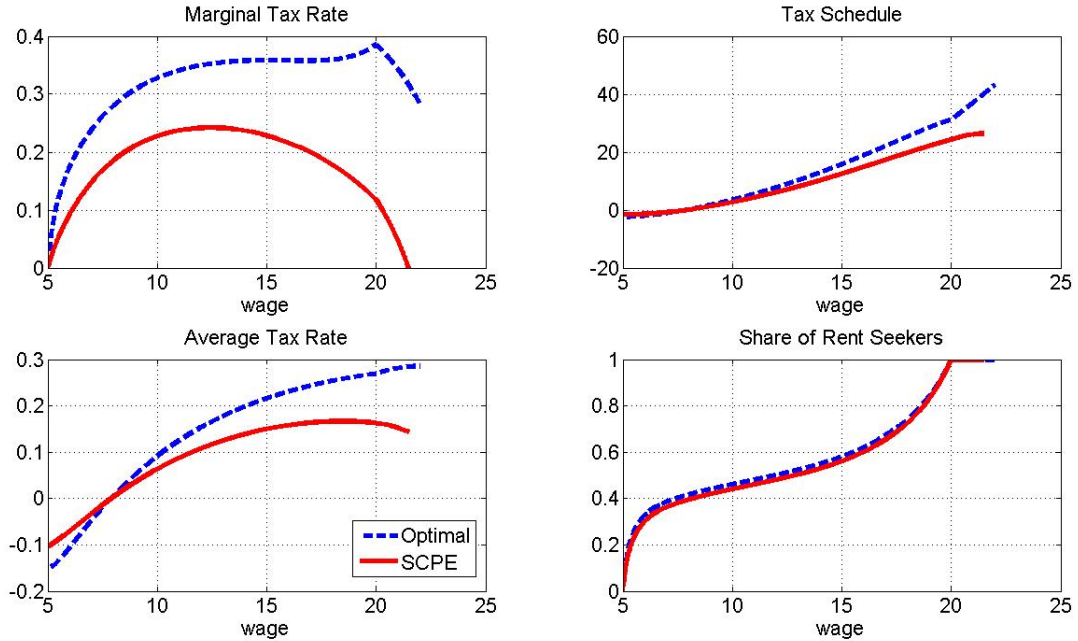 Marginal Tax Rate
0.4
0.3
0.2
0.1
0
5 10 15 20 25
wage
Tax Schedule
60
40
20
0
-20
5 10 15 20 25
wage
Average Tax Rate
0.3
0.2
0.1
0
-0.1
-0.2
5 10 15 20 25
wage
Optimal
SCPE
Share of Rent Seekers
1
0.8
0.6
0.4
0.2
0
5 10 15 20 25
wage